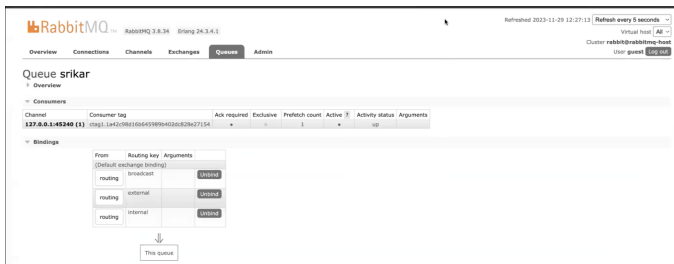 RabbitMQ TM RabbitMQ 3.8.34 Erlang 24.3.4.1
Refreshed 2023-11-29 12:27:13 Refresh every 5 seconds
Virtual host All
Cluster rabbit@rabbitmq-host
User guest Log out
Overview Connections Channels Exchanges Queues Admin
Queue srikar
Overview
Consumers
Channel Consumer tag Ack required Exclusive Prefetch count Active ? Activity status Arguments
127.0.0.1:45240 (1) ctag1.1a42c98d16b645989b402dc828e27154 1 up
Bindings
From Routing key Arguments
(Default exchange binding)
routing broadcast Unbind
routing external Unbind
routing internal Unbind
This queue